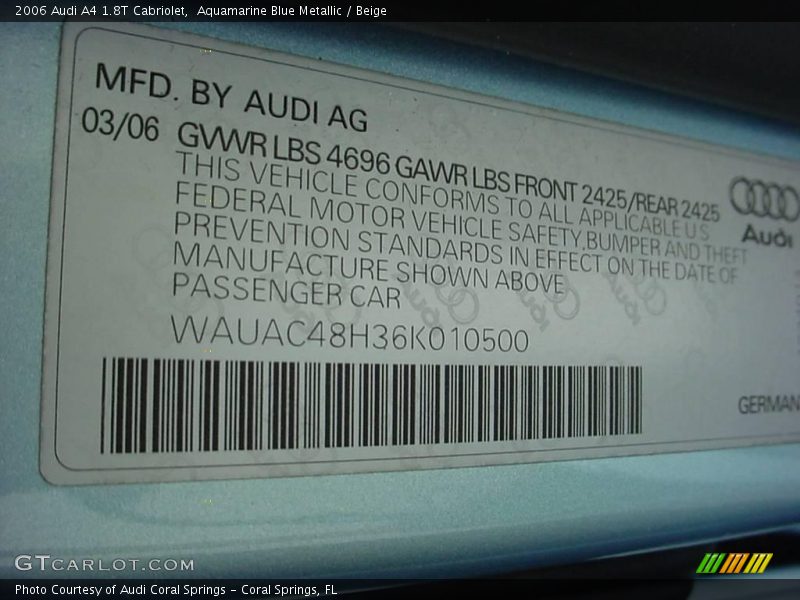 2006 Audi A4 1.8T Cabriolet,  Aquamarine Blue Metallic / Beige
MFD. BY AUDI AG
03/06 GVWR LBS 4696 GAWR LBS FRONT 2425/REAR 2425
THIS VEHICLE CONFORMS TO ALL APPLICABLE U S
FEDERAL MOTOR VEHICLE SAFETY,BUMPER AND THEFT
PREVENTION STANDARDS IN EFFECT ON THE DATE OF
MANUFACTURE SHOWN ABOVE
PASSENGER CAR
WAUAC48H36K010500
Audi
GERMAN
GTCARLOT.COM
Photo Courtesy of Audi Coral Springs – Coral Springs, FL